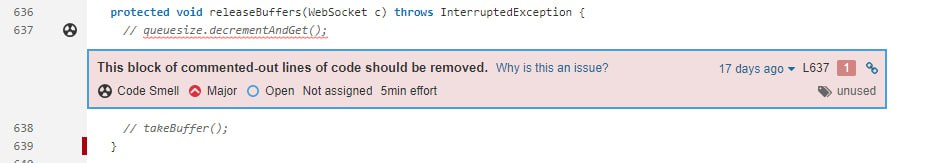 636 protected void releaseBuffers(WebSocket c) throws InterruptedException {
637 // queuesize.decrementAndGet();
This block of commented-out lines of code should be removed. Why is this an issue? 17 days ago L637 1
Code Smell Major Open Not assigned 5min effort unused
638 // takeBuffer();
639 }